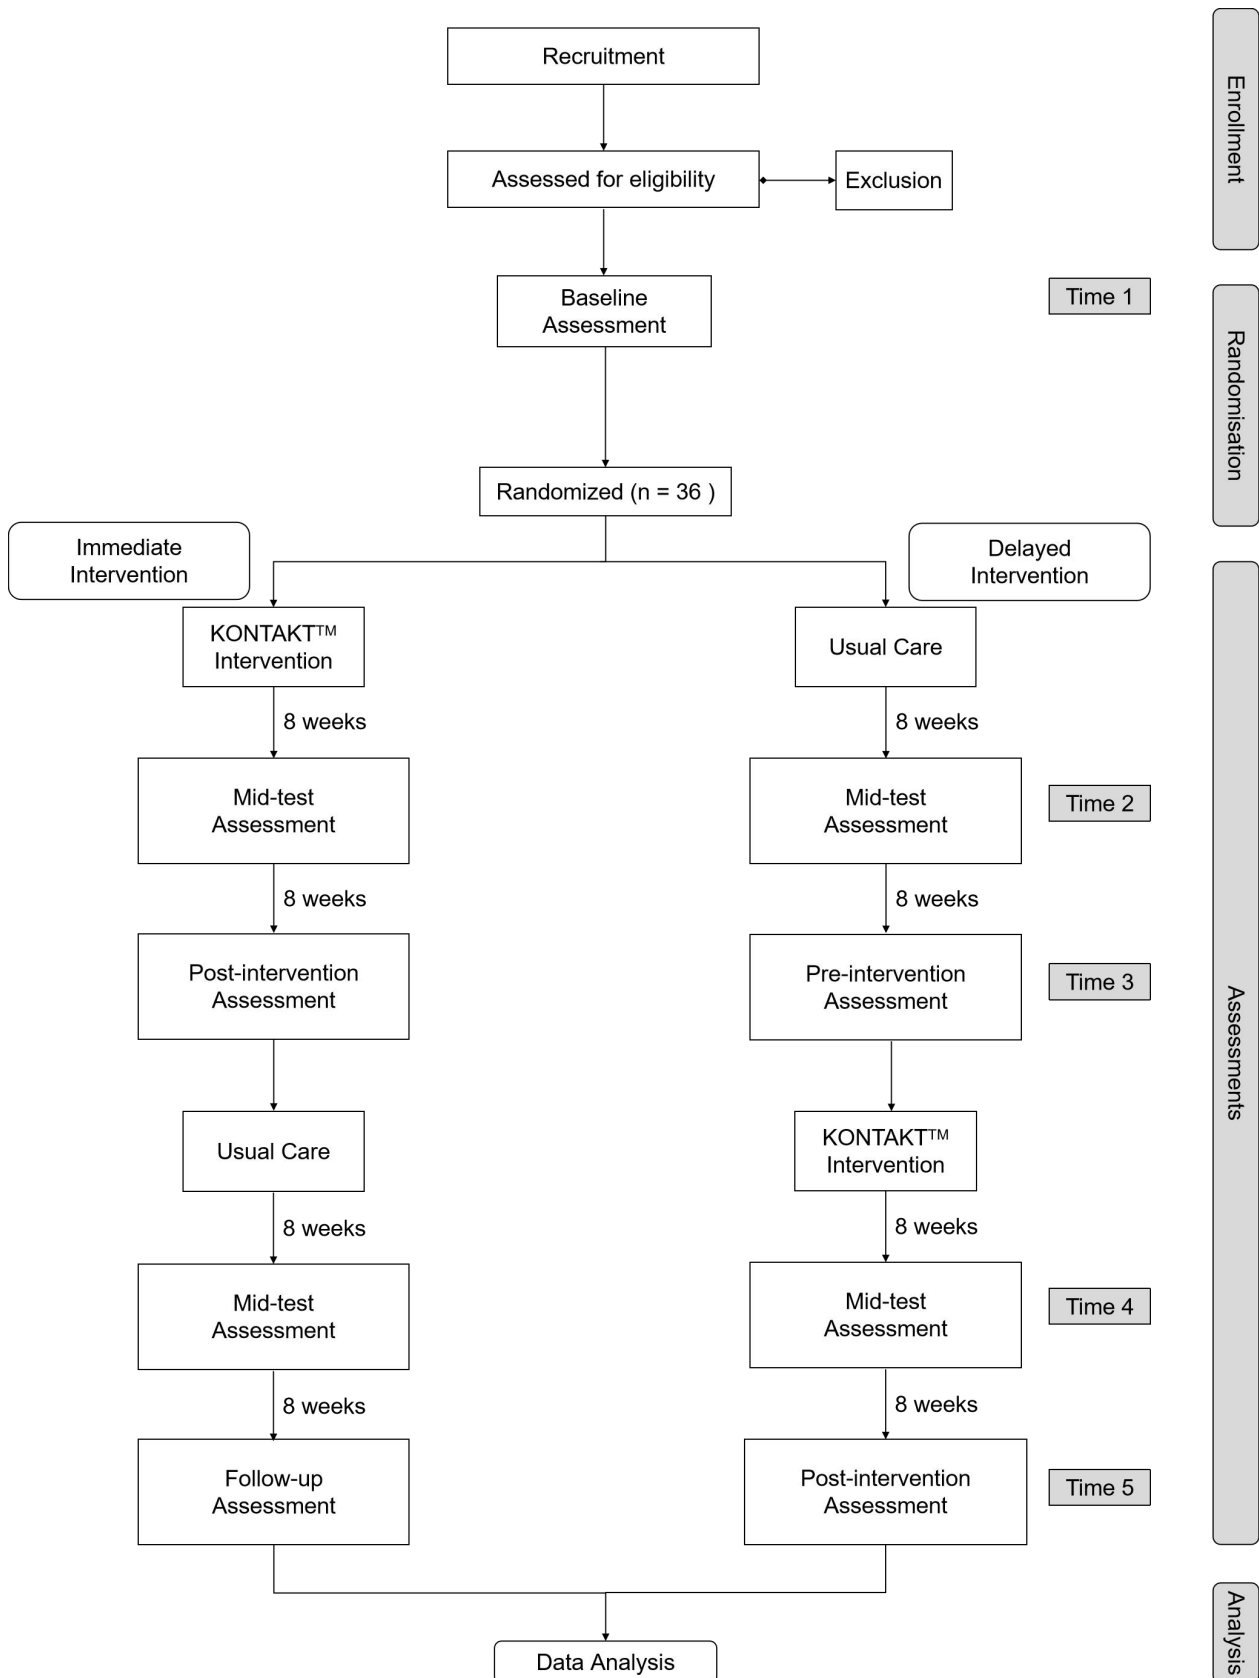 Recruitment
Enrollment
Assessed for eligibility
Exclusion
Baseline
Assessment
Time 1
Randomisation
Randomized (n = 36 )
Immediate
Intervention
Delayed
Intervention
KONTAKT™
Intervention
Usual Care
8 weeks
8 weeks
Mid-test
Assessment
Mid-test
Assessment
Time 2
8 weeks
8 weeks
Post-intervention
Assessment
Pre-intervention
Assessment
Time 3
Assessments
Usual Care
KONTAKT™
Intervention
8 weeks
8 weeks
Mid-test
Assessment
Mid-test
Assessment
Time 4
8 weeks
8 weeks
Follow-up
Assessment
Post-intervention
Assessment
Time 5
Data Analysis
Analysis